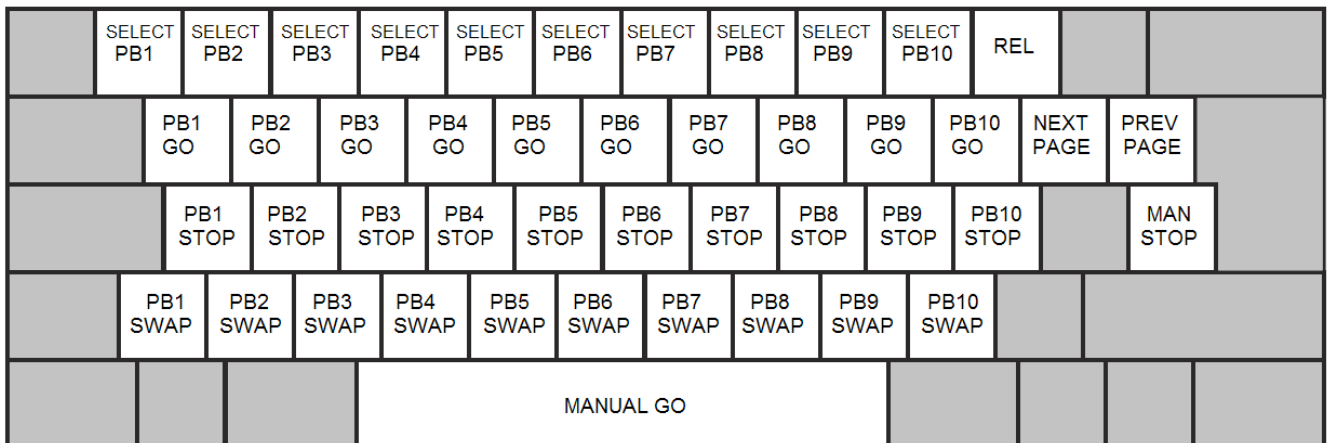 SELECT SELECT SELECT SELECT SELECT SELECT SELECT SELECT SELECT SELECT REL
PB1 PB2 PB3 PB4 PB5 PB6 PB7 PB8 PB9 PB10
PB1 PB2 PB3 PB4 PB5 PB6 PB7 PB8 PB9 PB10 NEXT PREV
GO GO GO GO GO GO GO GO GO GO PAGE PAGE
PB1 PB2 PB3 PB4 PB5 PB6 PB7 PB8 PB9 PB10 MAN
STOP STOP STOP STOP STOP STOP STOP STOP STOP STOP STOP
PB1 PB2 PB3 PB4 PB5 PB6 PB7 PB8 PB9 PB10
SWAP SWAP SWAP SWAP SWAP SWAP SWAP SWAP SWAP SWAP
MANUAL GO